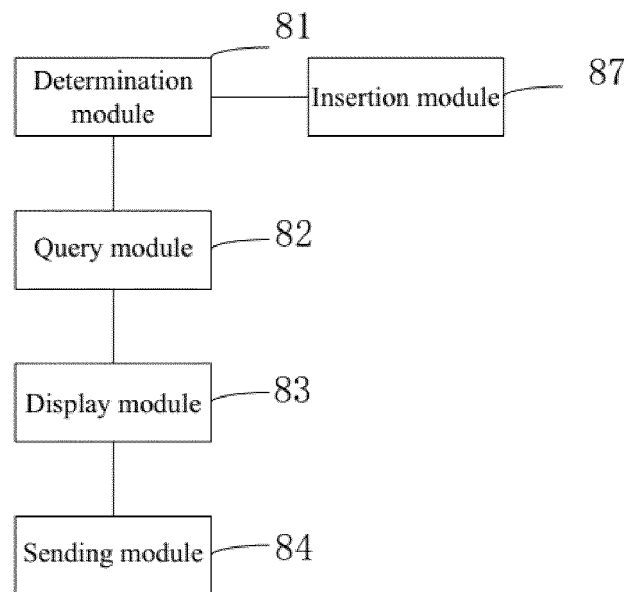 81
Determination
module
Insertion module
87
Query module
82
Display module
83
Sending module
84